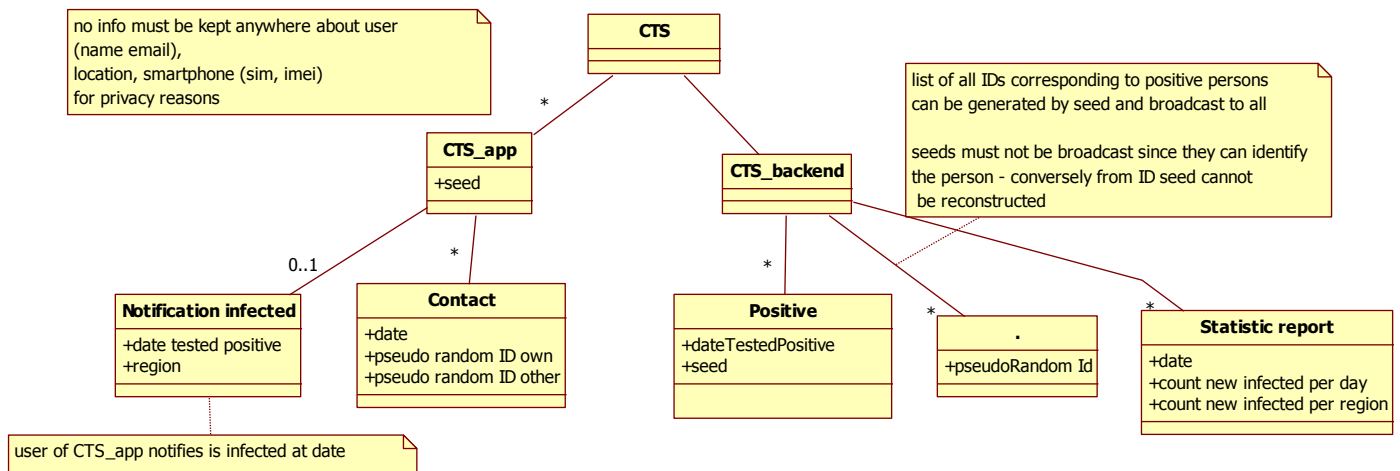 no info must be kept anywhere about user
(name email),
location, smartphone (sim, imei)
for privacy reasons
CTS
list of all IDs corresponding to positive persons
can be generated by seed and broadcast to all
seeds must not be broadcast since they can identify
the person - conversely from ID seed cannot
be reconstructed
*
CTS_app
+seed
CTS_backend
0..1
*
*
*
*
Notification infected
+date tested positive
+region
Contact
+date
+pseudo random ID own
+pseudo random ID other
Positive
+dateTestedPositive
+seed
.
+pseudoRandom Id
Statistic report
+date
+count new infected per day
+count new infected per region
user of CTS_app notifies is infected at date